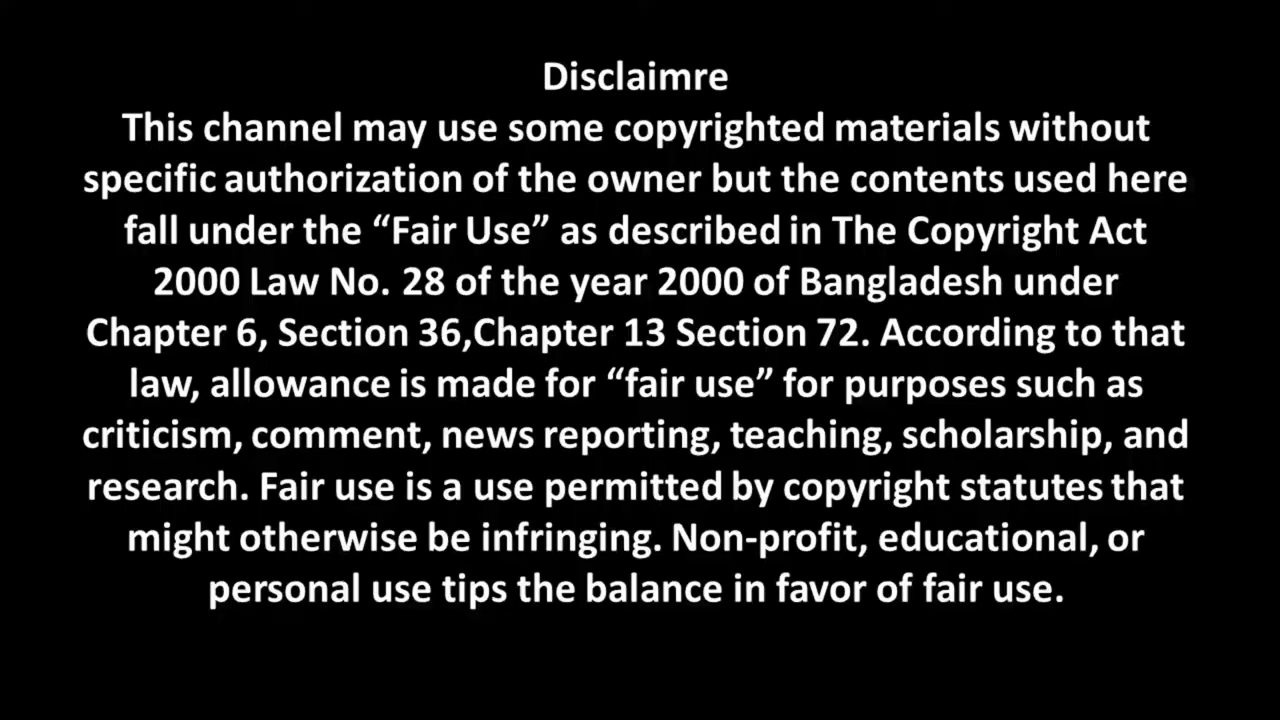 Disclaimre
This channel may use some copyrighted materials without
specific authorization of the owner but the contents used here
fall under the “Fair Use” as described in The Copyright Act
2000 Law No. 28 of the year 2000 of Bangladesh under
Chapter 6, Section 36,Chapter 13 Section 72. According to that
law, allowance is made for “fair use” for purposes such as
criticism, comment, news reporting, teaching, scholarship, and
research. Fair use is a use permitted by copyright statutes that
might otherwise be infringing. Non-profit, educational, or
personal use tips the balance in favor of fair use.